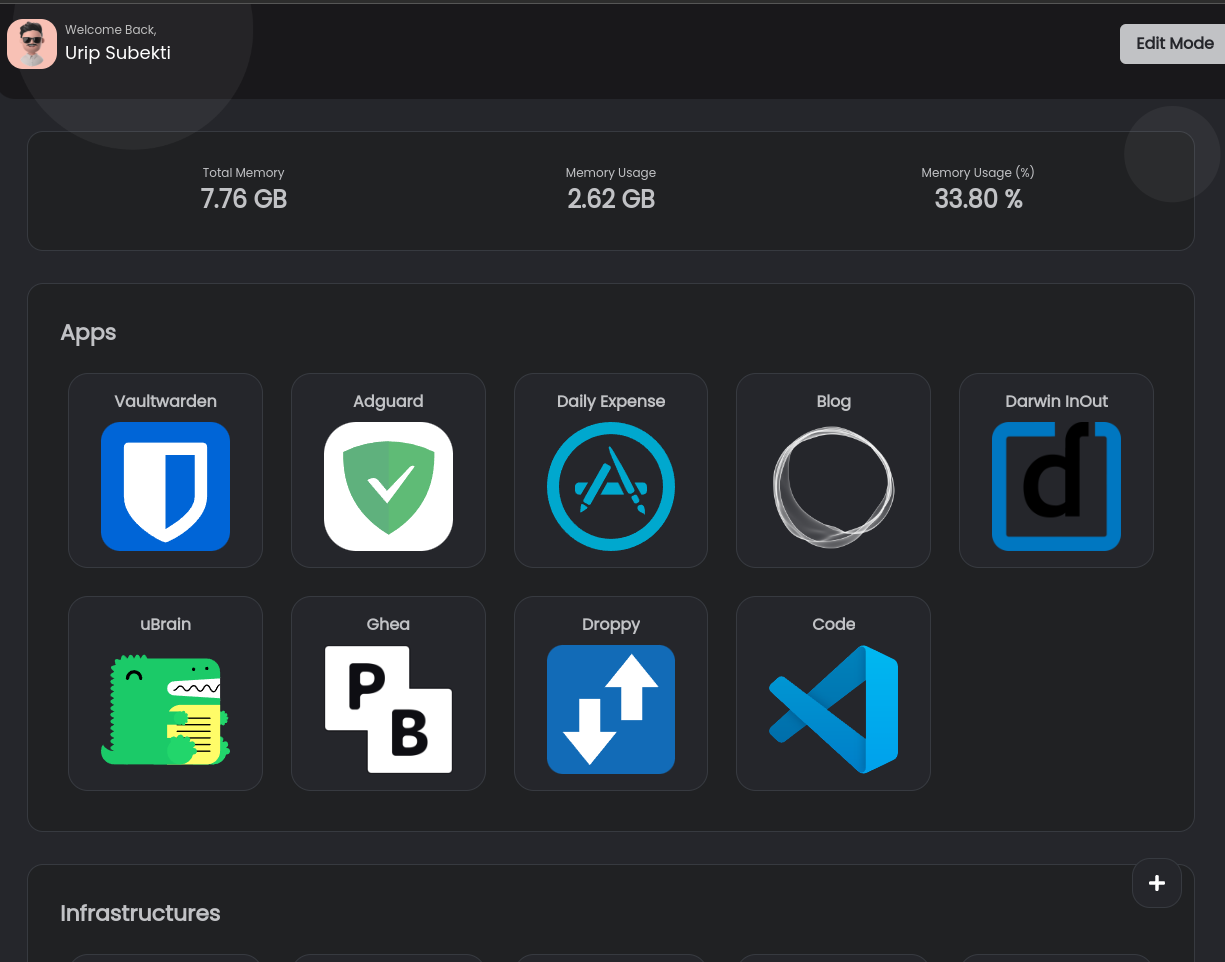 Welcome Back,
Urip Subekti
Edit Mode
Total Memory
7.76 GB
Memory Usage
2.62 GB
Memory Usage (%)
33.80 %
Apps
Vaultwarden
Adguard
Daily Expense
Blog
Darwin InOut
d
uBrain
Ghea
P
B
Droppy
Code
Infrastructures